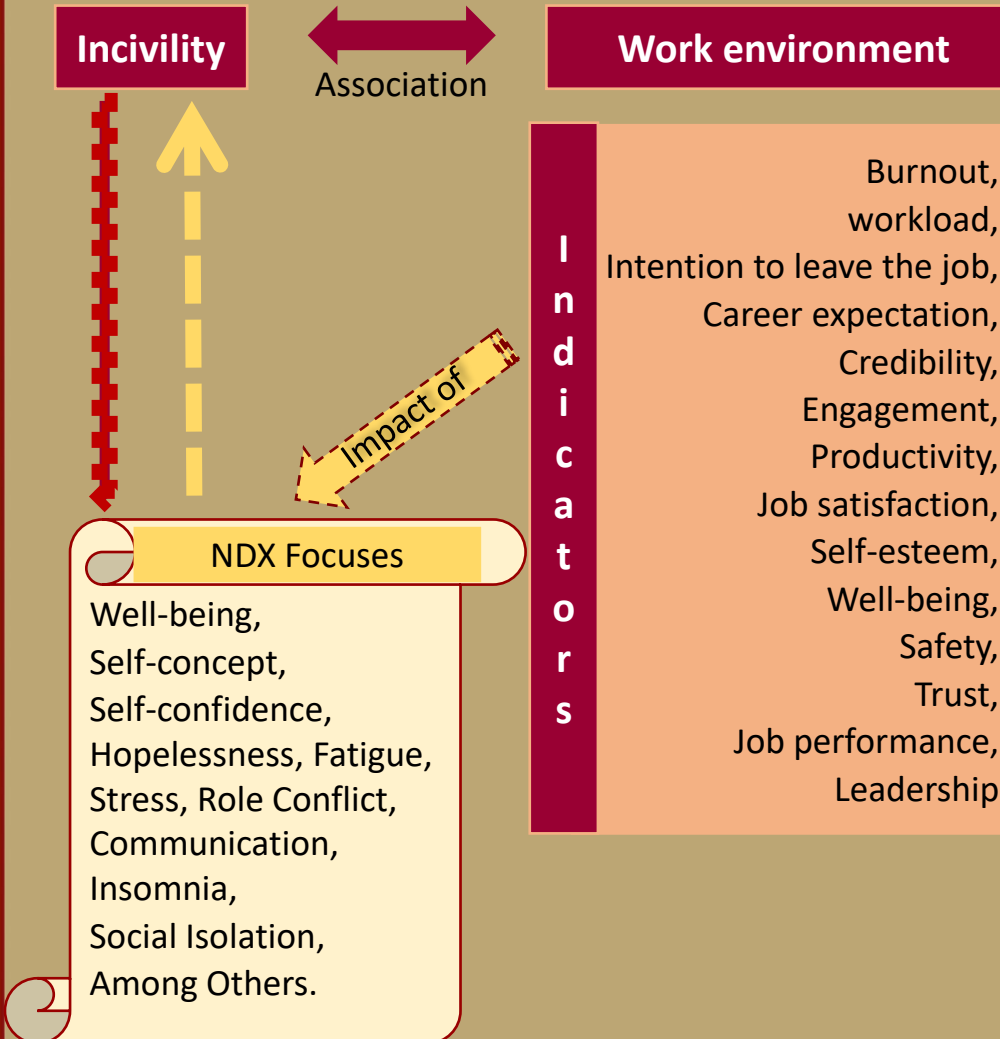 Incivility
Association
Work environment
Indicators
Burnout,
workload,
Intention to leave the job,
Career expectation,
Credibility,
Engagement,
Productivity,
Job satisfaction,
Self-esteem,
Well-being,
Safety,
Trust,
Job performance,
Leadership
Impact of
NDX Focuses
Well-being,
Self-concept,
Self-confidence,
Hopelessness, Fatigue,
Stress, Role Conflict,
Communication,
Insomnia,
Social Isolation,
Among Others.